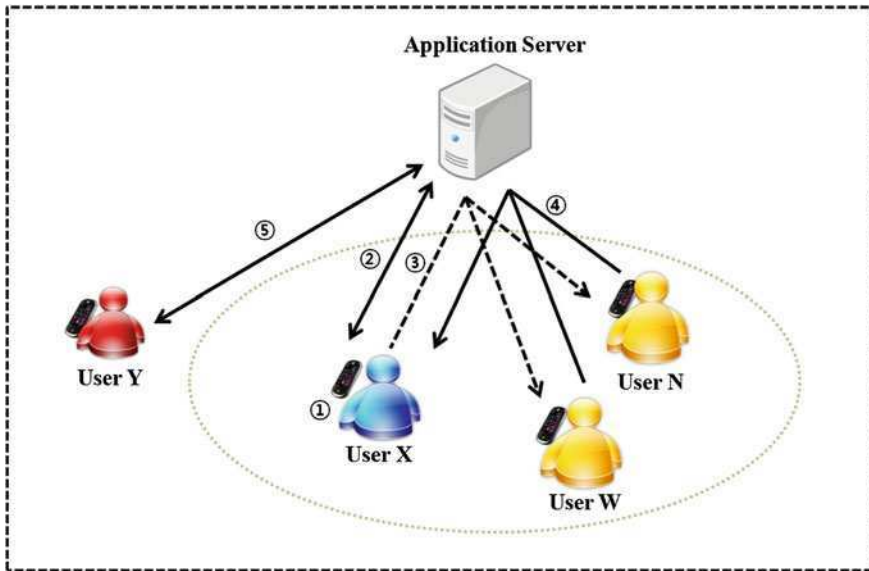 Application Server
④
⑤
②
③
User Y
User N
①
User X
User W